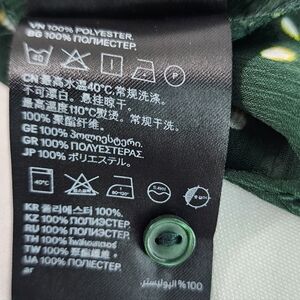 VN 100% POLYESTER.
BG 100% ПОЛИЕСТЕР.
40 P
CN 最高水温40°C,常规洗涤,
不可漂白,悬挂晾干,
最高温度110°C熨烫,常规
100% 聚酯纤维。
GE 100% პოლიესტერი.
GR 100% ΠΟΛΥΕΣΤΕΡΑΣ.
JP 100% ポリエステル。
40℃
KR 폴리에스터 100%.
KZ 100% ПОЛИЭСТЕР.
RU 100% ПОЛИЭСТЕР.
TH 100% โพลีเอสเตอร์.
TW 100% 聚酯纖維.
UA 100% ПОЛІЕСТЕР.
100% البوليستر.